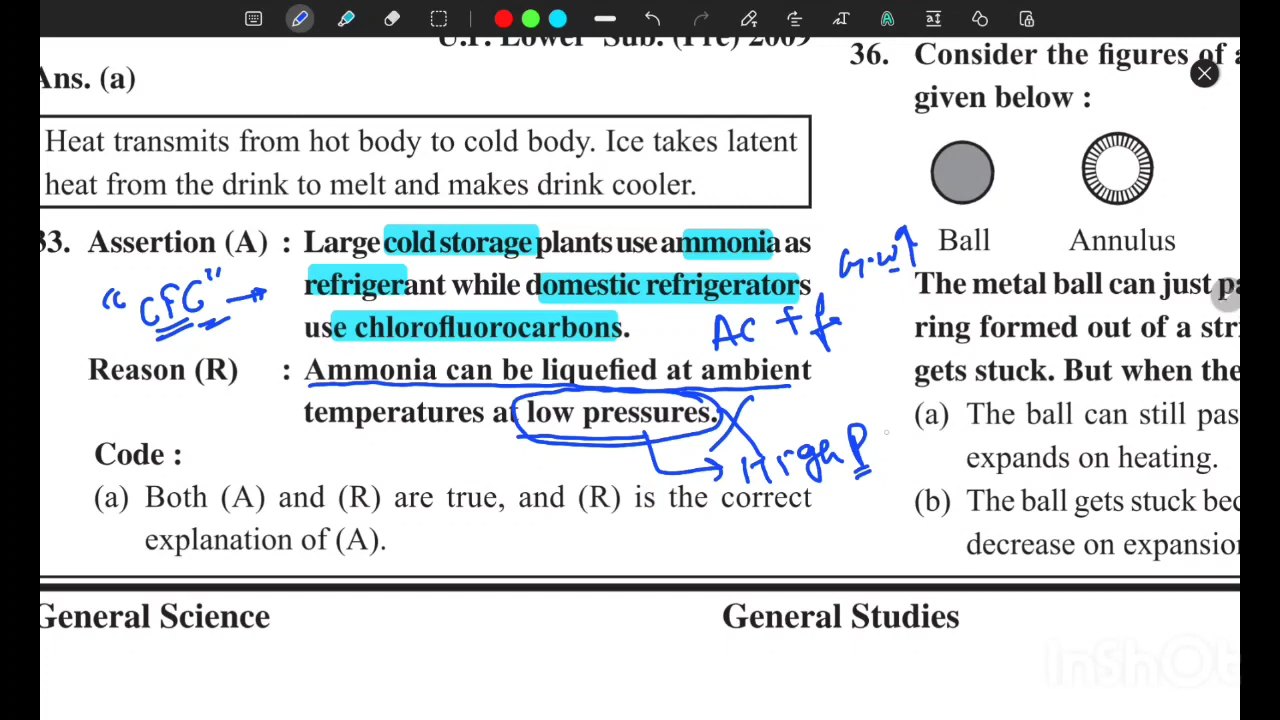 U.P. Lower Sub. (Pre) 2009
Ans. (a)
Heat transmits from hot body to cold body. Ice takes latent
heat from the drink to melt and makes drink cooler.
33. Assertion (A) : Large cold storage plants use ammonia as
refrigerant while domestic refrigerators
use chlorofluorocarbons.
"CFC" →
AC + f
G.W↑
Reason (R) : Ammonia can be liquefied at ambient
temperatures at low pressures.
High P
Code :
(a) Both (A) and (R) are true, and (R) is the correct
explanation of (A).
General Science
36. Consider the figures of a
given below :
Ball Annulus
The metal ball can just pa
ring formed out of a stri
gets stuck. But when the
(a) The ball can still pas
expands on heating.
(b) The ball gets stuck bec
decrease on expansion
General Studies
InShOt